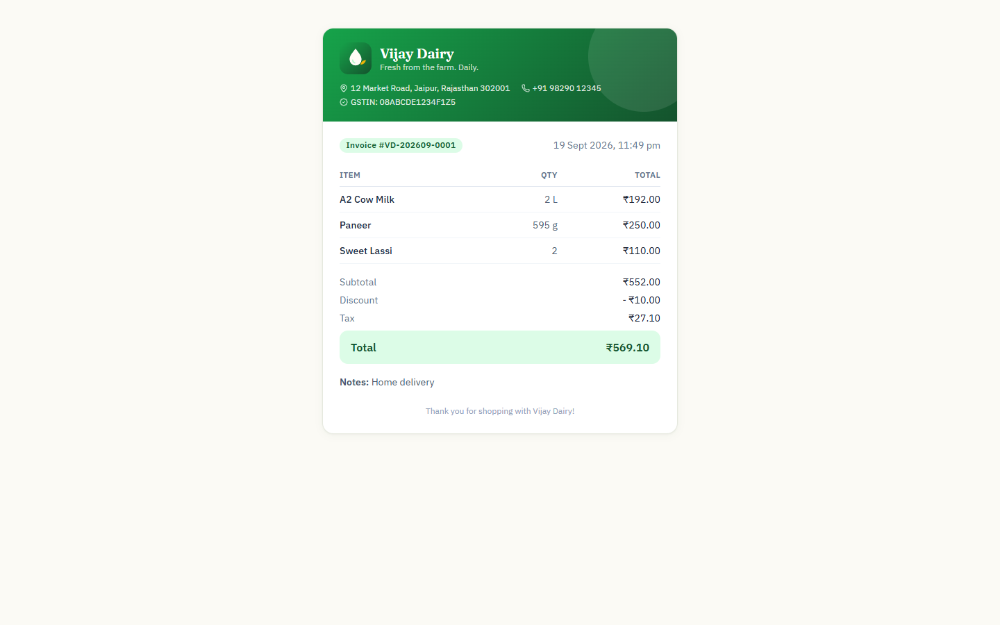 Vijay Dairy
Fresh from the farm. Daily.
12 Market Road, Jaipur, Rajasthan 302001 +91 98290 12345
GSTIN: 08ABCDE1234F1Z5
Invoice #VD-202609-0001 19 Sept 2026, 11:49 pm
ITEM QTY TOTAL
A2 Cow Milk 2 L ₹192.00
Paneer 595 g ₹250.00
Sweet Lassi 2 ₹110.00
Subtotal ₹552.00
Discount - ₹10.00
Tax ₹27.10
Total ₹569.10
Notes: Home delivery
Thank you for shopping with Vijay Dairy!